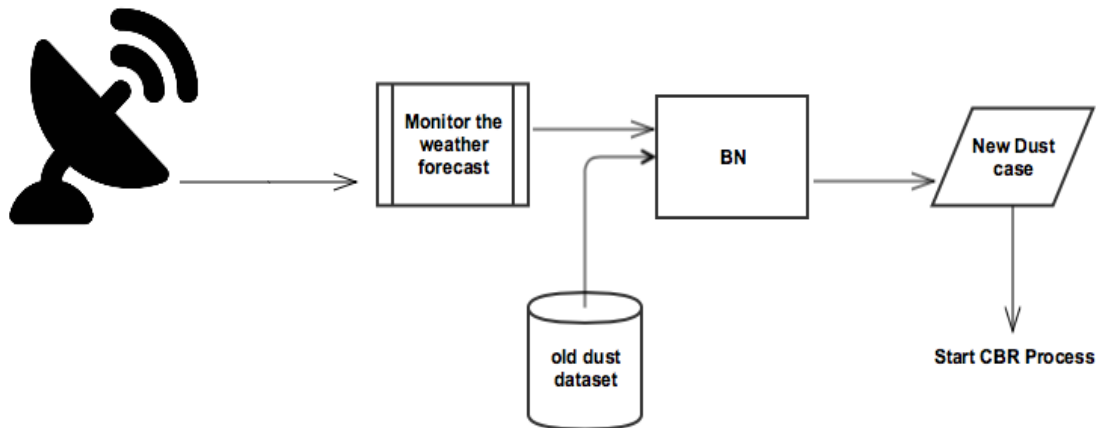 Monitor the
weather
forecast
BN
New Dust
case
old dust
dataset
Start CBR Process